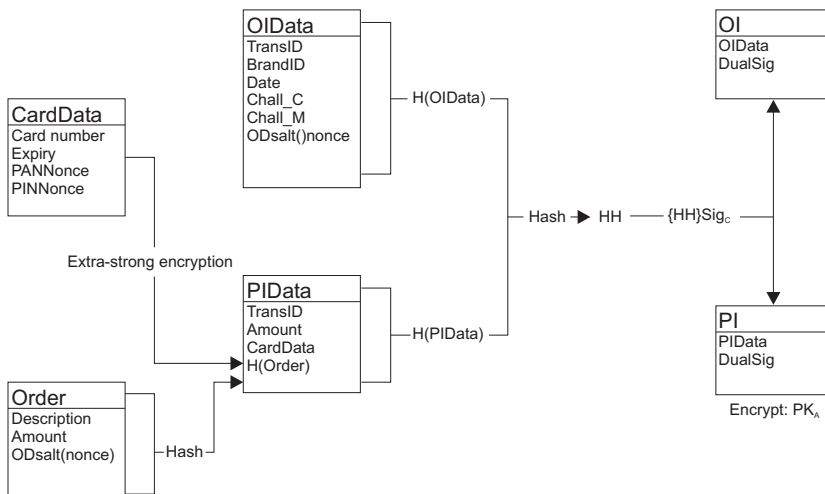 OIData
TransID
BrandID
Date
Chall_C
Chall_M
ODsalt()nonce
H(OIData)
OI
OIData
DualSig
CardData
Card number
Expiry
PANNonce
PINNonce
Hash
HH
{HH}Sig_C
Extra-strong encryption
PIData
TransID
Amount
CardData
H(Order)
H(PIData)
PI
PIData
DualSig
Encrypt: PK_A
Order
Description
Amount
ODsalt(nonce)
Hash